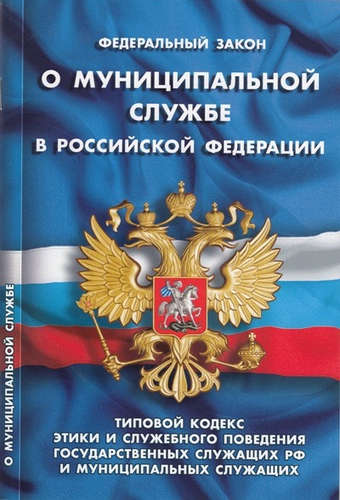 ФЕДЕРАЛЬНЫЙ ЗАКОН
О МУНИЦИПАЛЬНОЙ
СЛУЖБЕ
В РОССИЙСКОЙ ФЕДЕРАЦИИ
О МУНИЦИПАЛЬНОЙ СЛУЖБЕ
ТИПОВОЙ КОДЕКС
ЭТИКИ И СЛУЖЕБНОГО ПОВЕДЕНИЯ
ГОСУДАРСТВЕННЫХ СЛУЖАЩИХ РФ
И МУНИЦИПАЛЬНЫХ СЛУЖАЩИХ